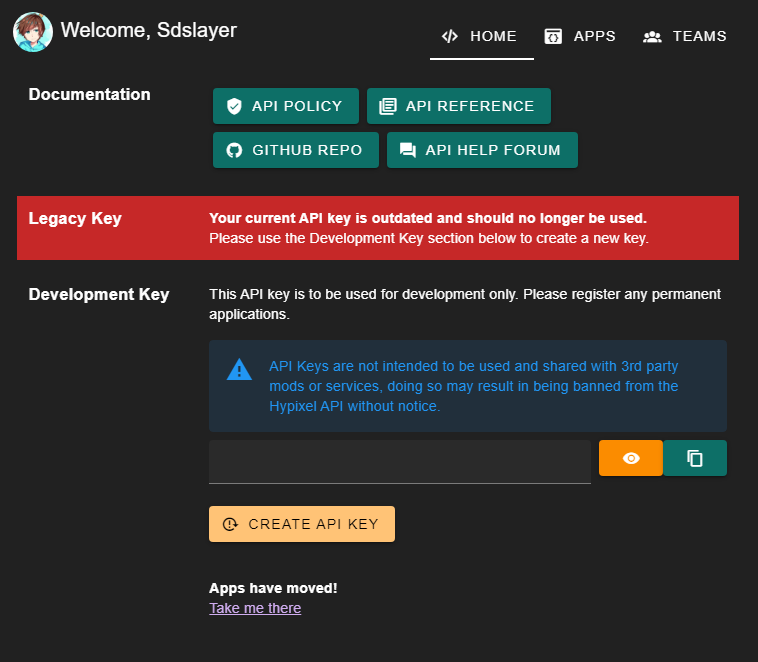 Welcome, Sdslayer
HOME
APPS
TEAMS
Documentation
API POLICY
API REFERENCE
GITHUB REPO
API HELP FORUM
Legacy Key
Your current API key is outdated and should no longer be used.
Please use the Development Key section below to create a new key.
Development Key
This API key is to be used for development only. Please register any permanent
applications.
API Keys are not intended to be used and shared with 3rd party
mods or services, doing so may result in being banned from the
Hypixel API without notice.
CREATE API KEY
Apps have moved!
Take me there